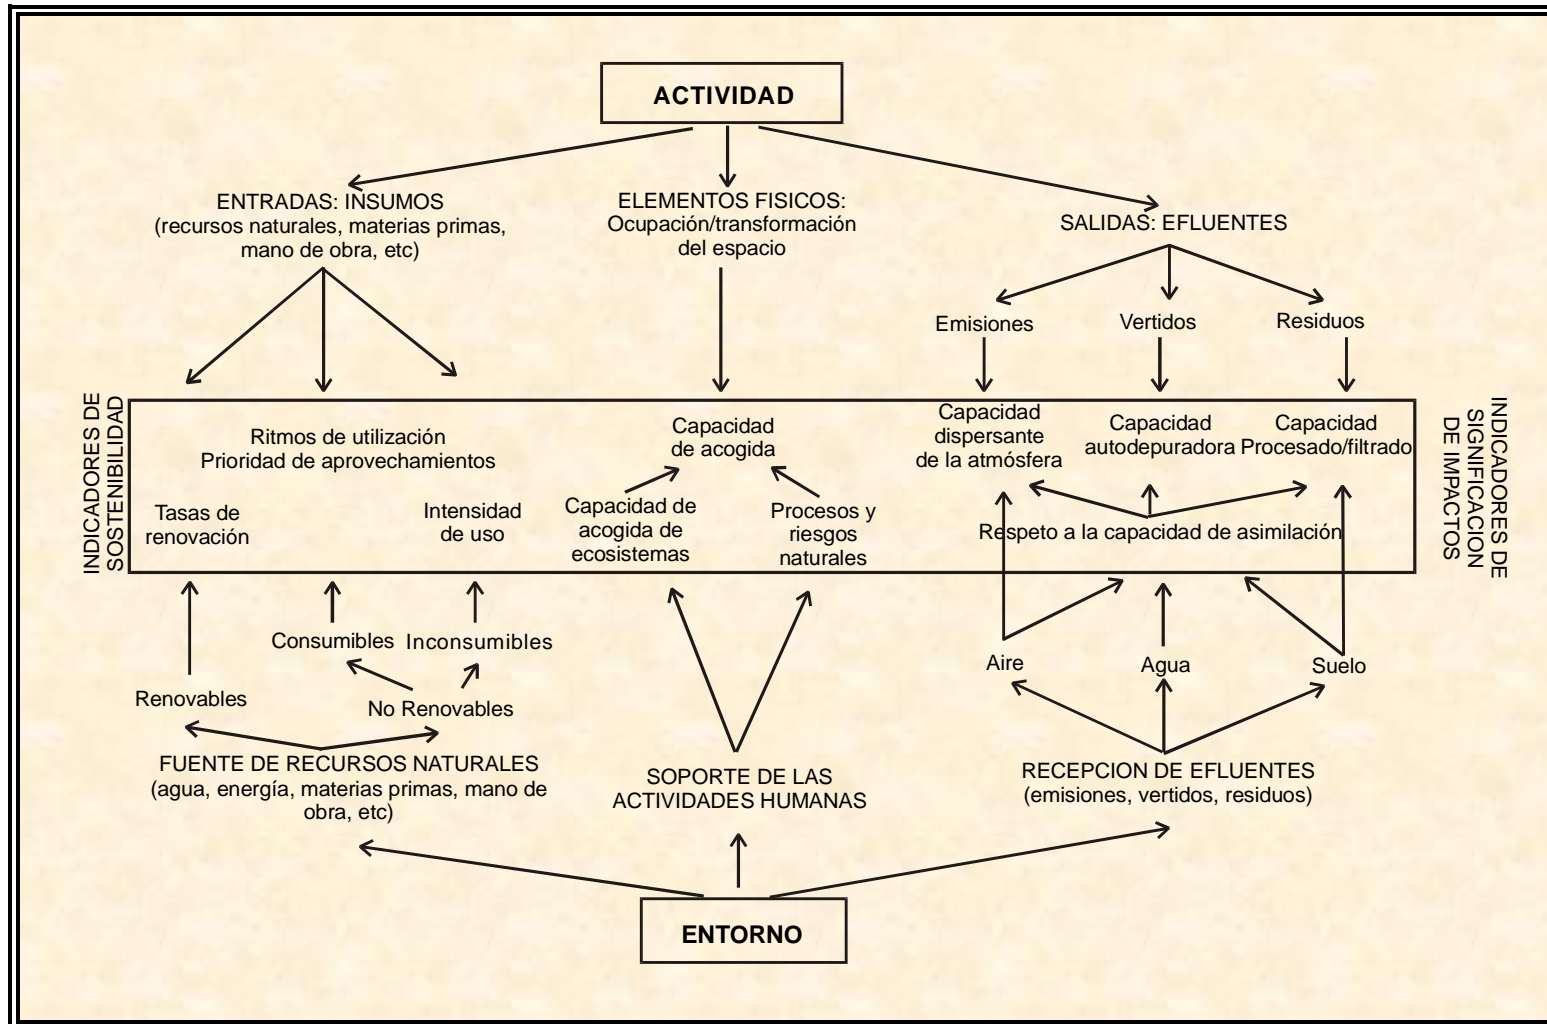 ACTIVIDAD
ENTRADAS: INSUMOS
(recursos naturales, materias primas,
mano de obra, etc)
ELEMENTOS FISICOS:
Ocupación/transformación
del espacio
SALIDAS: EFLUENTES
Emisiones
Vertidos
Residuos
INDICADORES DE
SOSTENIBILIDAD
Ritmos de utilización
Prioridad de aprovechamientos
Tasas de
renovación
Intensidad
de uso
Capacidad
de acogida
Capacidad de
acogida de
ecosistemas
Procesos y
riesgos
naturales
Capacidad
dispersante
de la atmósfera
Capacidad
autodepuradora
Capacidad
Procesado/filtrado
Respeto a la capacidad de asimilación
INDICADORES DE
SIGNIFICACION
DE IMPACTOS
Consumibles
Inconsumibles
Renovables
No Renovables
Aire
Agua
Suelo
FUENTE DE RECURSOS NATURALES
(agua, energía, materias primas, mano de
obra, etc)
SOPORTE DE LAS
ACTIVIDADES HUMANAS
RECEPCION DE EFLUENTES
(emisiones, vertidos, residuos)
ENTORNO